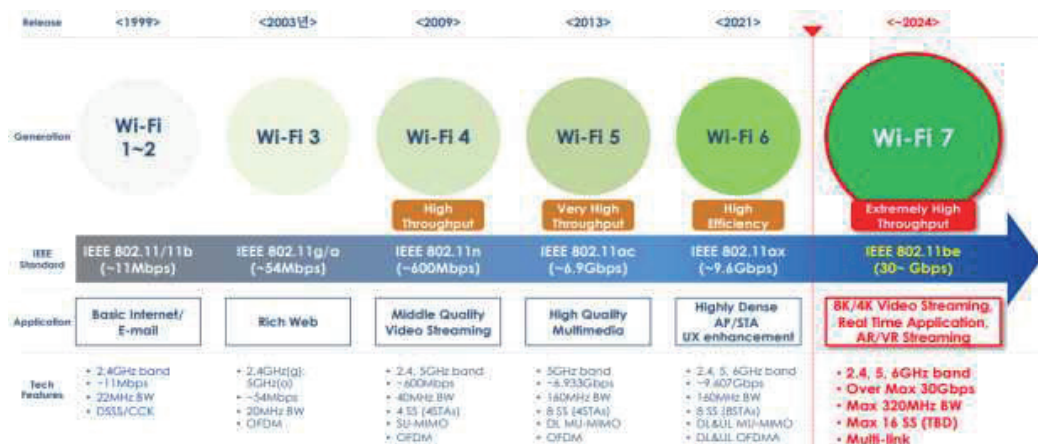 Release <1999> <2003년> <2009> <2013> <2021> <~2024>
Generation
Wi-Fi
1~2
Wi-Fi 3
Wi-Fi 4
Wi-Fi 5
Wi-Fi 6
Wi-Fi 7
High
Throughput
Very High
Throughput
High
Efficiency
Extremely High
Throughput
IEEE
Standard
IEEE 802.11/11b
(~11Mbps)
IEEE 802.11g/a
(~54Mbps)
IEEE 802.11n
(~600Mbps)
IEEE 802.11ac
(~6.9Gbps)
IEEE 802.11ax
(~9.6Gbps)
IEEE 802.11be
(30~ Gbps)
Application
Basic Internet/
E-mail
Rich Web
Middle Quality
Video Streaming
High Quality
Multimedia
Highly Dense
AP/STA
UX enhancement
8K/4K Video Streaming,
Real Time Application,
AR/VR Streaming
Tech
Features
• 2.4GHz band
• ~11Mbps
• 22MHz BW
• DSSS/CCK
• 2.4GHz(g);
5GHz(a)
• ~54Mbps
• 20MHz BW
• OFDM
• 2.4, 5GHz band
• ~600Mbps
• 40MHz BW
• 4 SS (4STAs)
• SU-MIMO
• OFDM
• 5GHz band
• ~6.933Gbps
• 160MHz BW
• 8 SS (4STAs)
• DL MU-MIMO
• OFDM
• 2.4, 5, 6GHz band
• ~9.607Gbps
• 160MHz BW
• 8 SS (8STAs)
• DL&UL MU-MIMO
• DL&UL OFDMA
• 2.4, 5, 6GHz band
• Over Max 30Gbps
• Max 320MHz BW
• Max 16 SS (TBD)
• Multi-link